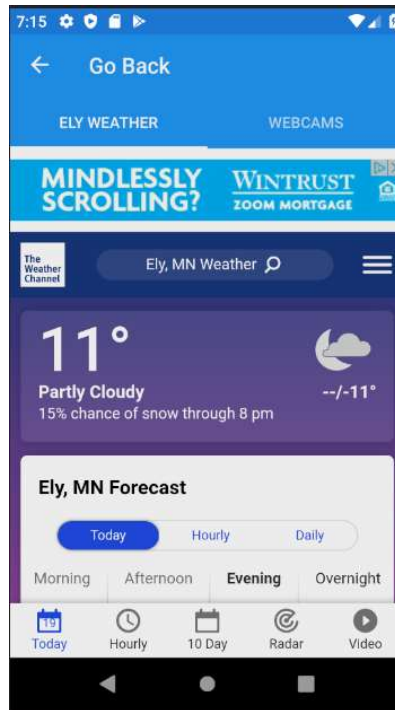 7:15
Go Back
ELY WEATHER WEBCAMS
MINDLESSLY SCROLLING?
WINTRUST
ZOOM MORTGAGE
The Weather Channel
Ely, MN Weather
11°
Partly Cloudy --/-11°
15% chance of snow through 8 pm
Ely, MN Forecast
Today Hourly Daily
Morning Afternoon Evening Overnight
19
Today Hourly 10 Day Radar Video